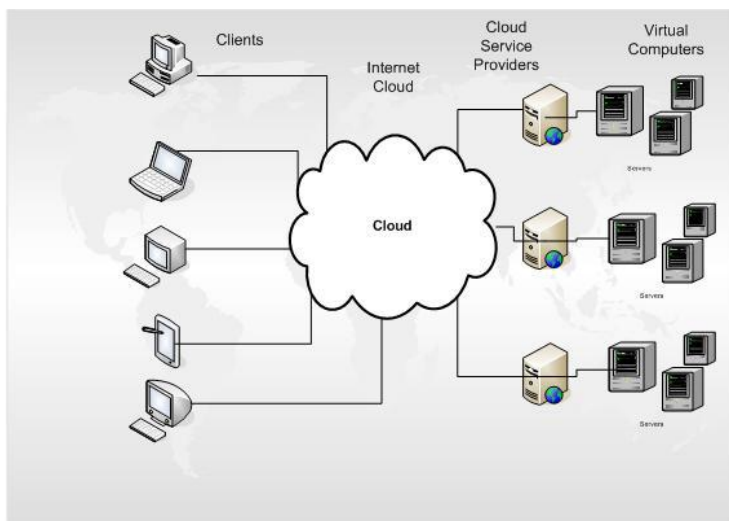 Clients
Internet
Cloud
Cloud
Service
Providers
Virtual
Computers
Cloud
Servers
Servers
Servers